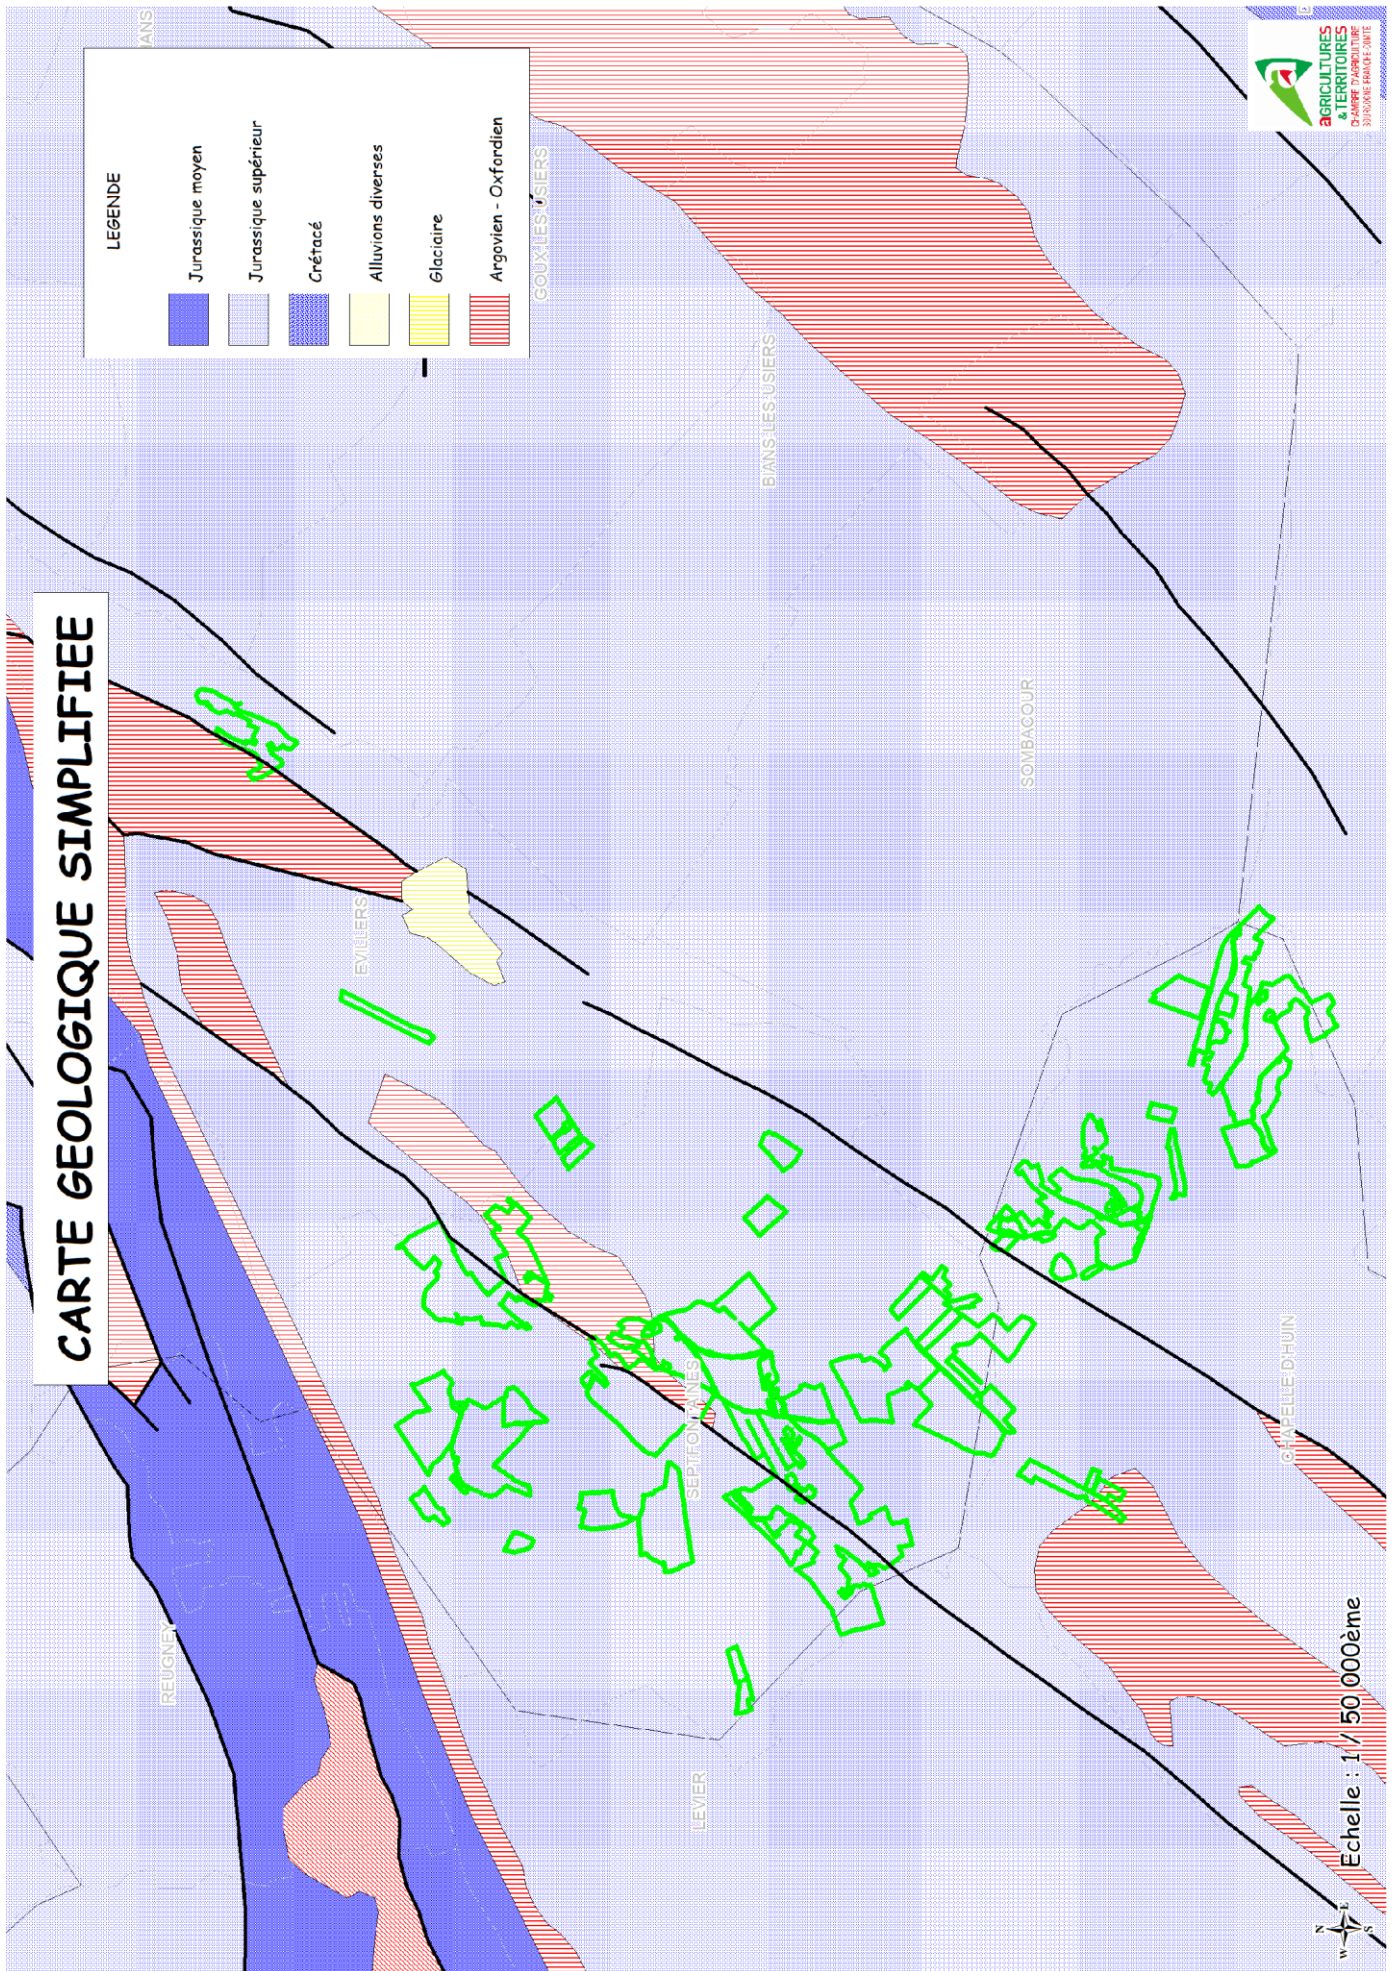 CARTE GEOLOGIQUE SIMPLIFIEE
LEGENDE
Jurassique moyen
Jurassique supérieur
Crétacé
Alluvions diverses
Glaciaire
Argovien - Oxfordien
GOUX-LES-USIERS
BIANS-LES-USIERS
EVILLERS
SOMBACOUR
SEPTFONTAINES
REUGNEY
CHAPELLE-D'HUIN
LEVIER
Echelle : 1 / 50 000ème
N
W
E
S
aGRICULTURES
& TERRITOIRES
CHAMBRE D'AGRICULTURE
BOURGOGNE-FRANCHE-COMTÉ